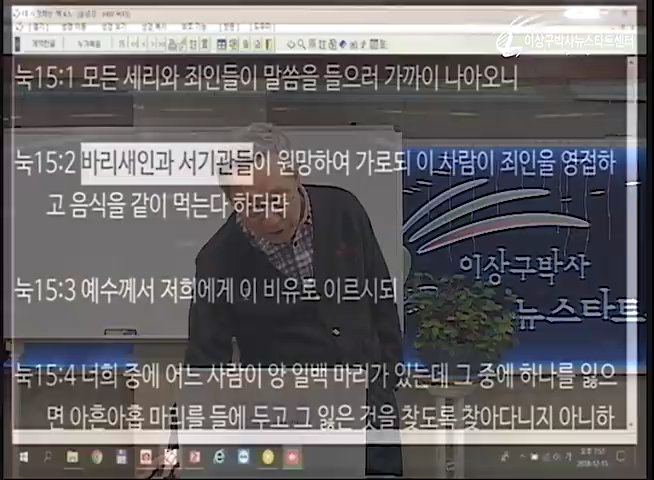 이상구박사뉴스타트센터
눅15:1 모든 세리와 죄인들이 말씀을 들으러 가까이 나아오니
눅15:2 바리새인과 서기관들이 원망하여 가로되 이 사람이 죄인을 영접하
고 음식을 같이 먹는다 하더라
이상구박사
뉴스타트
눅15:3 예수께서 저희에게 이 비유로 이르시되
눅15:4 너희 중에 어느 사람이 양 일백 마리가 있는데 그 중에 하나를 잃으
면 아흔아홉 마리를 들에 두고 그 잃은 것을 찾도록 찾아다니지 아니하
2018-12-15